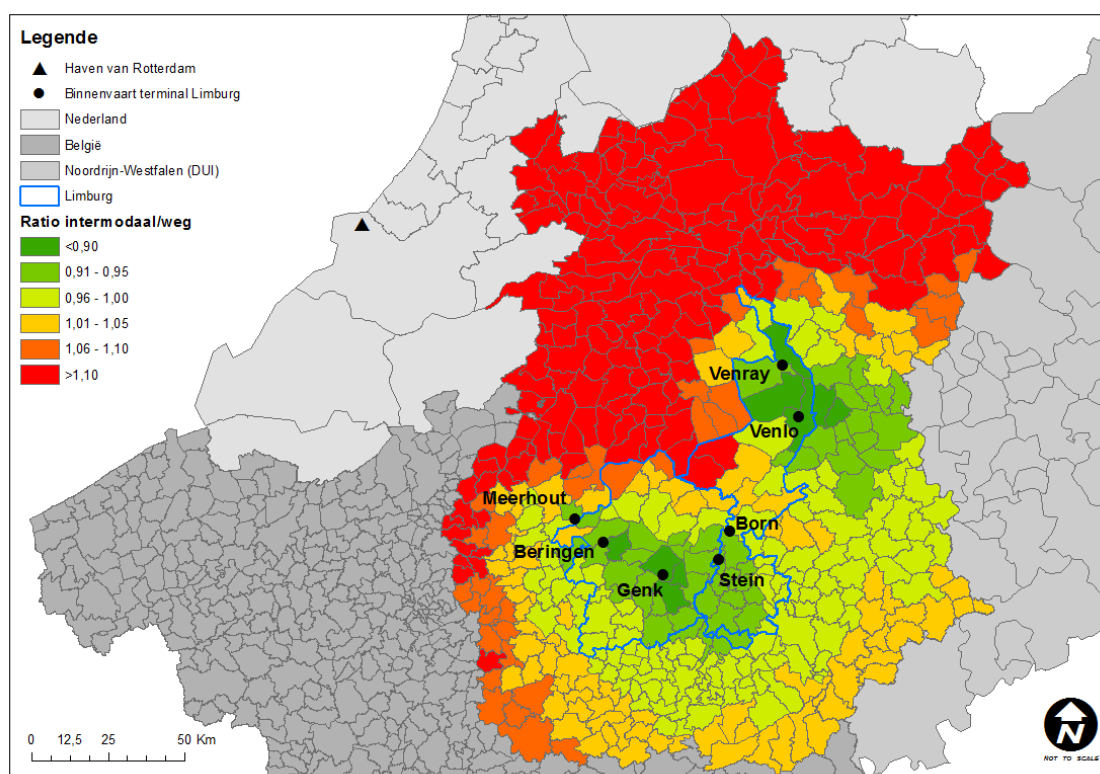 Legende
Haven van Rotterdam
Binnenvaart terminal Limburg
Nederland
België
Noordrijn-Westfalen (DUI)
Limburg
Ratio intermodaal/weg
<0,90
0,91 - 0,95
0,96 - 1,00
1,01 - 1,05
1,06 - 1,10
>1,10
Venray
Venlo
Meerhout
Born
Beringen
Stein
Genk
0 12,5 25 50 Km
N
NOT TO SCALE